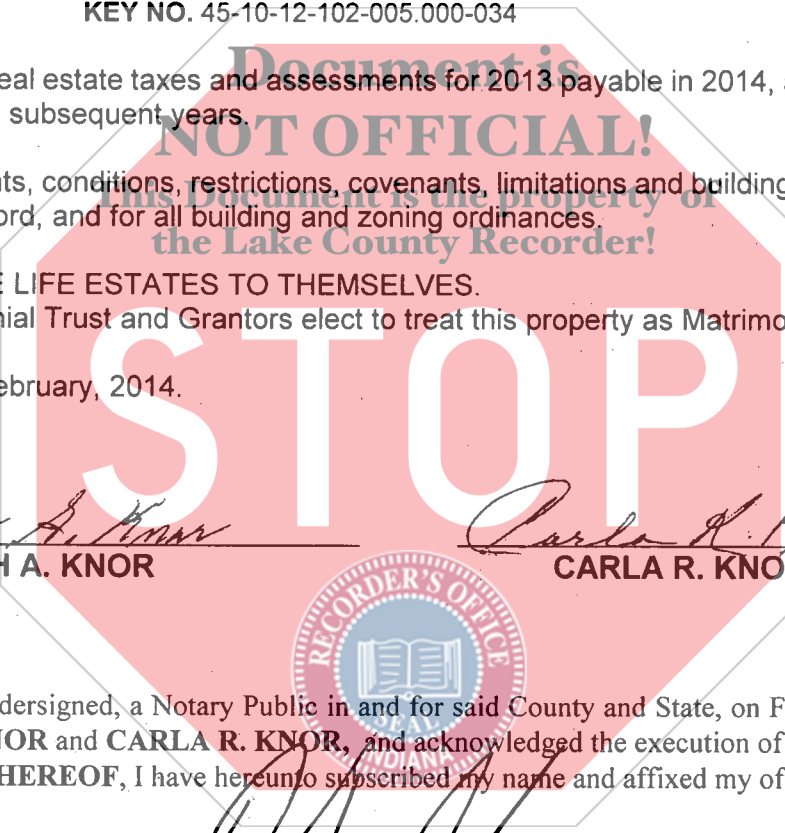 KEY NO. 45-10-12-102-005.000-034
Document is
eal estate taxes and assessments for 2013 payable in 2014,
subsequent years.
NOT OFFICIAL!
ts, conditions, restrictions, covenants, limitations and building
This Document is the property of
ord, and for all building and zoning ordinances.
the Lake County Recorder!
E LIFE ESTATES TO THEMSELVES.
nial Trust and Grantors elect to treat this property as Matrimo
ebruary, 2014.
STOP
A. Knor
Carla R.
H A. KNOR
CARLA R. KNO
RECORDER'S OFFICE
SEAL
INDIANA
dersigned, a Notary Public in and for said County and State, on F
NOR and CARLA R. KNOR, and acknowledged the execution of
HEREOF, I have hereunto subscribed my name and affixed my of